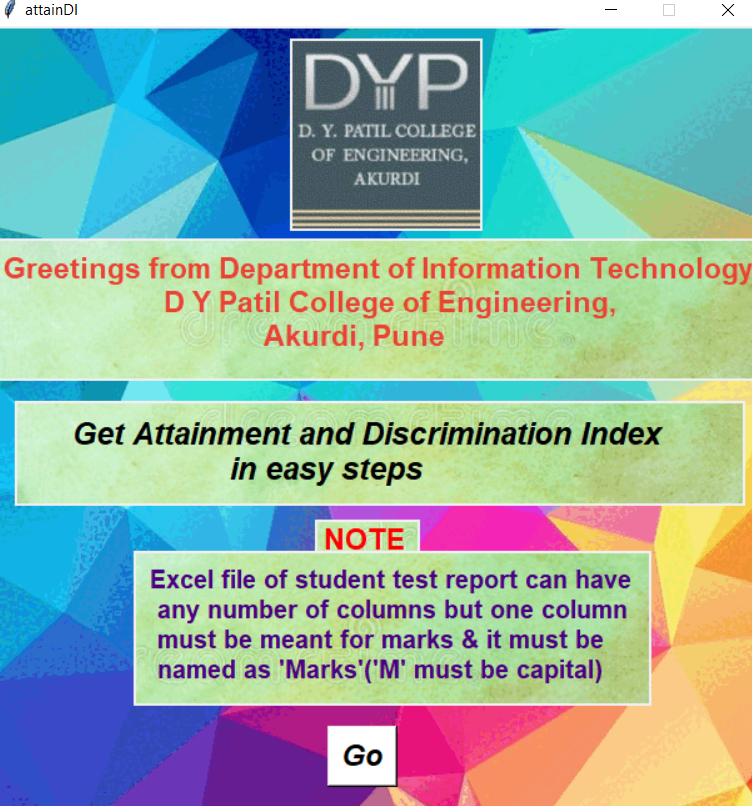 attainDI
DYP
D. Y. PATIL COLLEGE
OF ENGINEERING,
AKURDI
Greetings from Department of Information Technology
D Y Patil College of Engineering,
Akurdi, Pune
dreamstime.
Get Attainment and Discrimination Index
in easy steps
NOTE
Excel file of student test report can have
any number of columns but one column
must be meant for marks & it must be
named as 'Marks'('M' must be capital)
Go